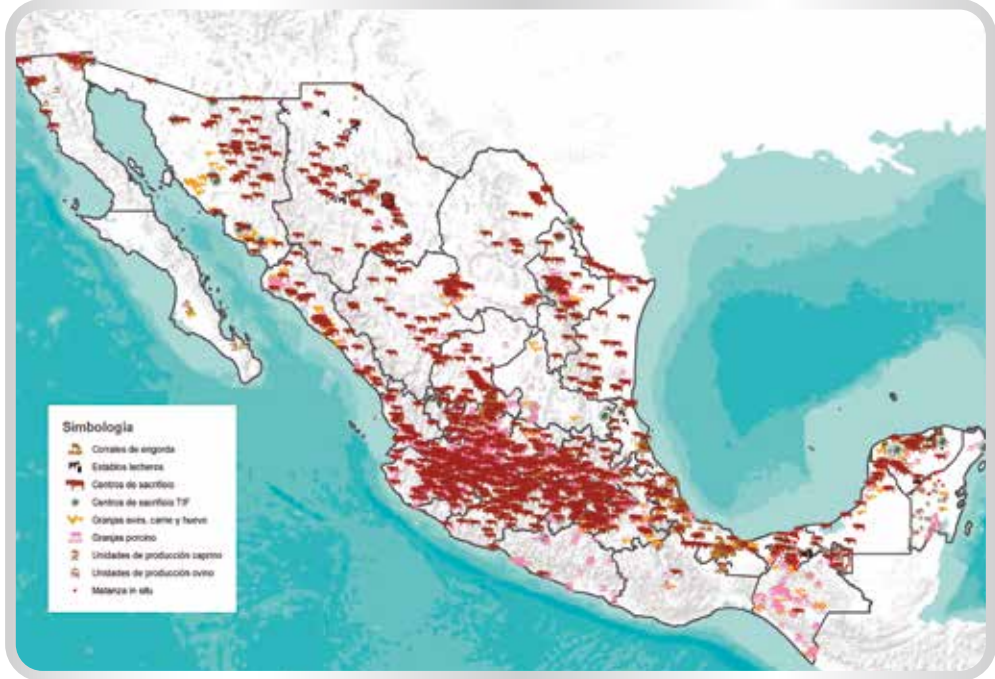 Simbología
Corrales de engorda
Establos lecheros
Centros de sacrificio
Centros de sacrificio TIF
Granjas aves, carne y huevo
Granjas porcino
Unidades de producción caprino
Unidades de producción ovino
Matanza in situ